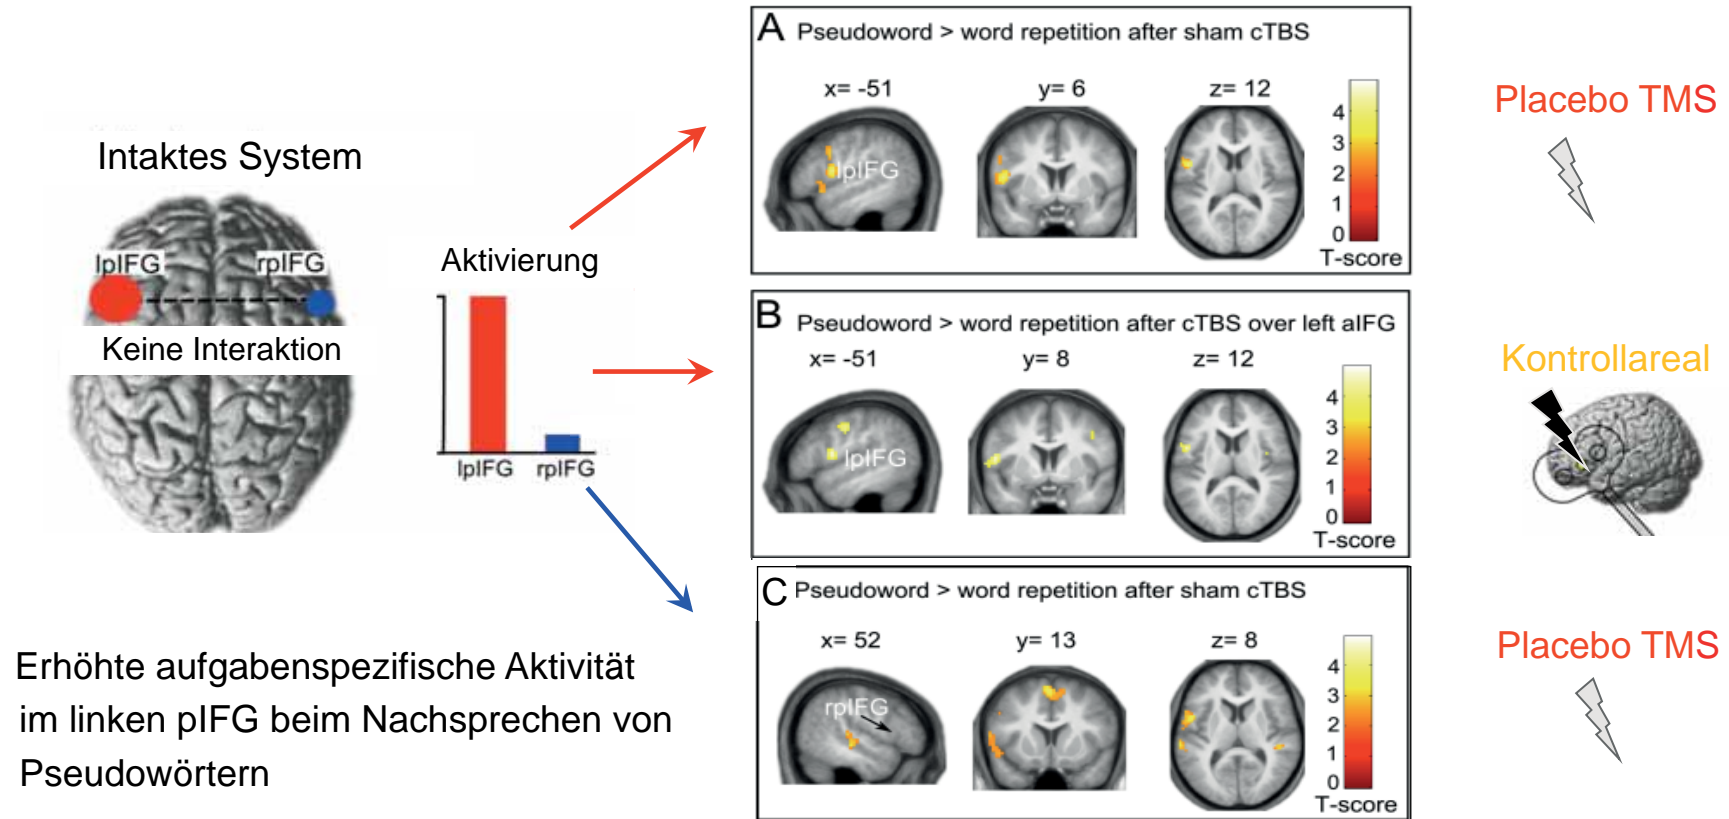 Intaktes System
lpIFG
rpIFG
Keine Interaktion
Aktivierung
lpIFG
rpIFG
Erhöhte aufgabenspezifische Aktivität
im linken pIFG beim Nachsprechen von
Pseudowörtern
A Pseudoword > word repetition after sham cTBS
x= -51
y= 6
z= 12
lpIFG
4
3
2
1
0
T-score
Placebo TMS
B Pseudoword > word repetition after cTBS over left aIFG
x= -51
y= 8
z= 12
lpIFG
4
3
2
1
0
T-score
Kontrollareal
C Pseudoword > word repetition after sham cTBS
x= 52
y= 13
z= 8
rpIFG
4
3
2
1
0
T-score
Placebo TMS